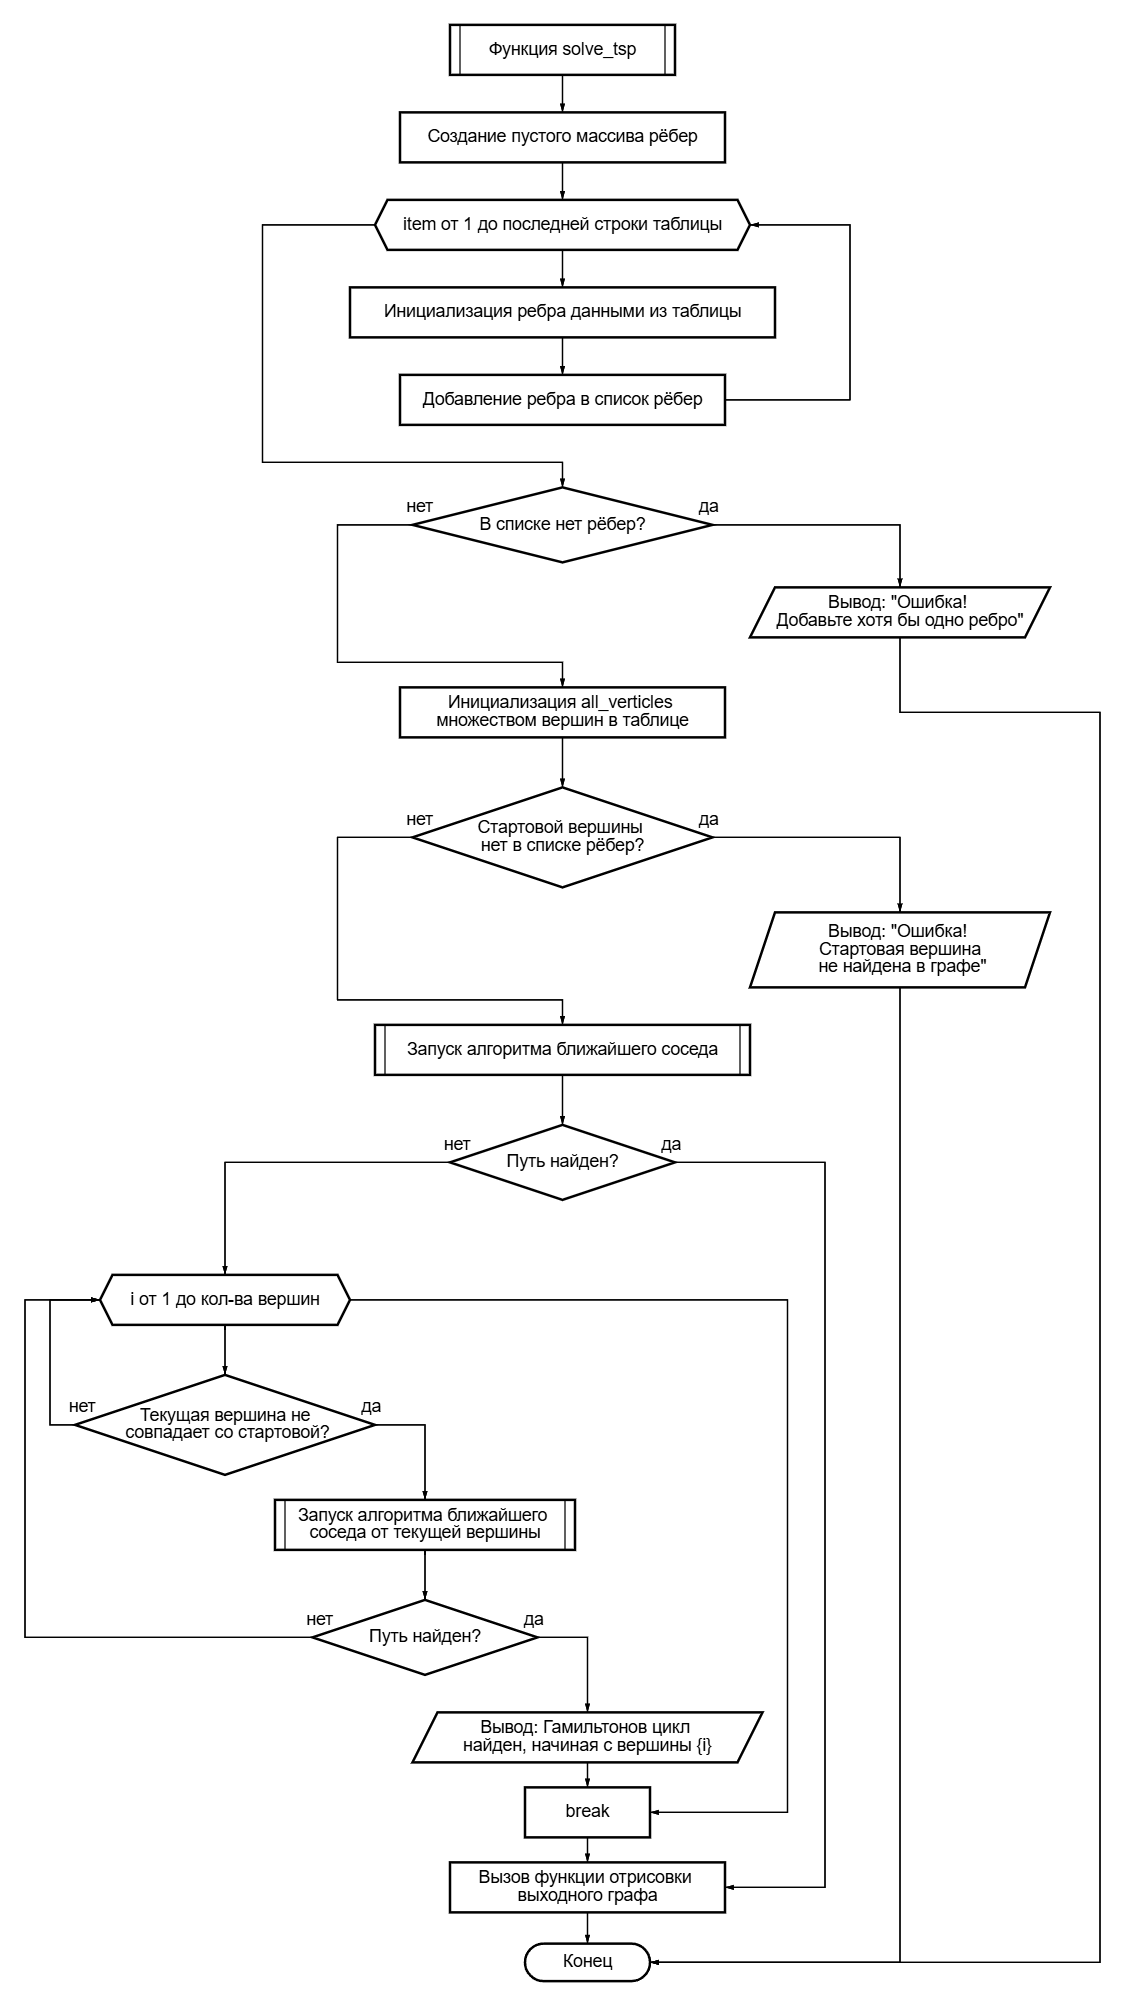 Функция solve_tsp
Создание пустого массива рёбер
item от 1 до последней строки таблицы
Инициализация ребра данными из таблицы
Добавление ребра в список рёбер
нет
да
В списке нет рёбер?
Вывод: "Ошибка!
Добавьте хотя бы одно ребро"
Инициализация all_verticles
множеством вершин в таблице
нет
да
Стартовой вершины
нет в списке рёбер?
Вывод: "Ошибка!
Стартовая вершина
не найдена в графе"
Запуск алгоритма ближайшего соседа
нет
да
Путь найден?
i от 1 до кол-ва вершин
нет
да
Текущая вершина не
совпадает со стартовой?
Запуск алгоритма ближайшего
соседа от текущей вершины
нет
да
Путь найден?
Вывод: Гамильтонов цикл
найден, начиная с вершины {i}
break
Вызов функции отрисовки
выходного графа
Конец